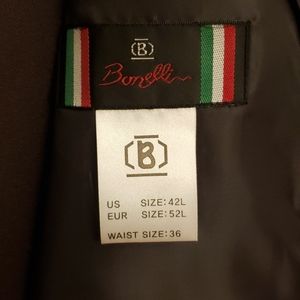 B
Bonelli
B
US SIZE: 42L
EUR SIZE: 52L
WAIST SIZE: 36